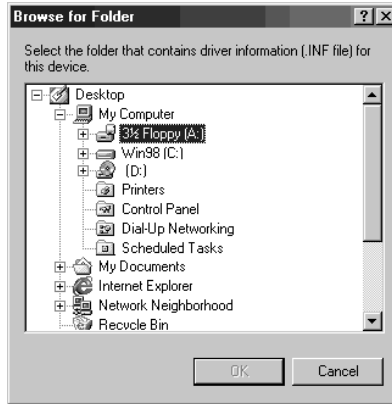 Browse for Folder
Select the folder that contains driver information (.INF file) for
this device.
Desktop
My Computer
3½ Floppy (A:)
Win98 (C:)
(D:)
Printers
Control Panel
Dial-Up Networking
Scheduled Tasks
My Documents
Internet Explorer
Network Neighborhood
Recycle Bin
OK Cancel